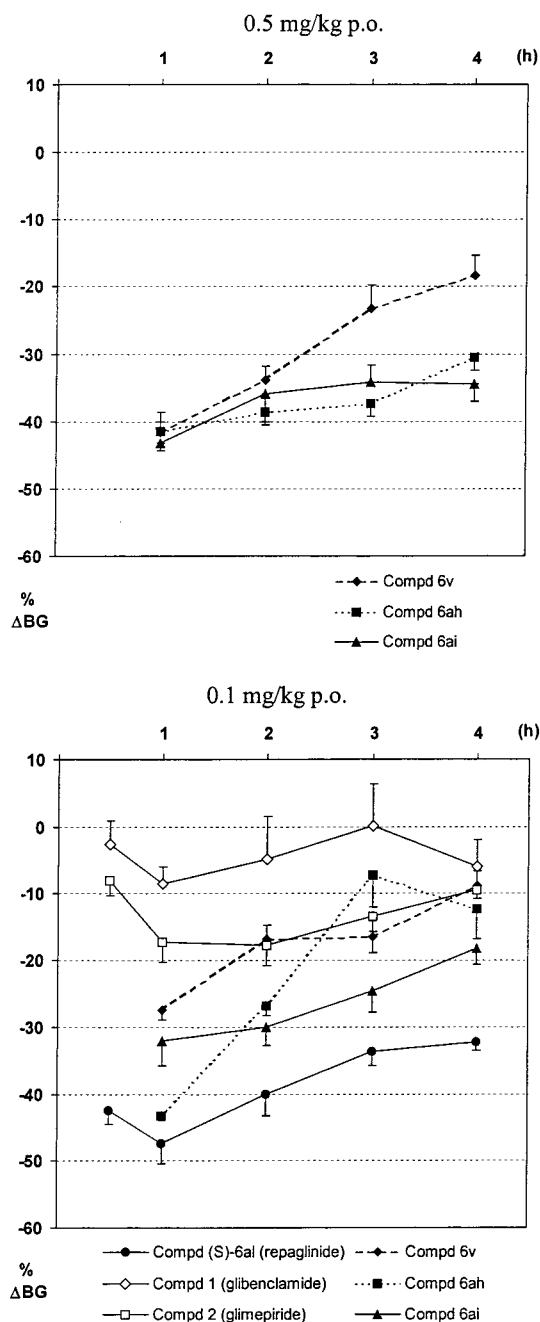 0.5 mg/kg p.o.
1 2 3 4 (h)
10
0
-10
-20
-30
-40
-50
-60
%
ΔBG
Compd 6v
Compd 6ah
Compd 6ai
0.1 mg/kg p.o.
1 2 3 4 (h)
10
0
-10
-20
-30
-40
-50
-60
%
ΔBG
Compd (S)-6al (repaglinide) Compd 6v
Compd 1 (glibenclamide) Compd 6ah
Compd 2 (glimepiride) Compd 6ai